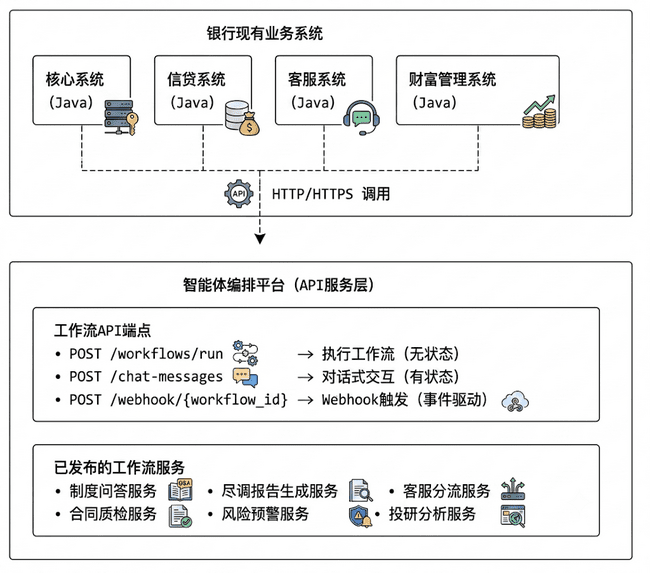 银行现有业务系统
核心系统 信贷系统 客服系统 财富管理系统
(Java) (Java) (Java) (Java)
API HTTP/HTTPS 调用
智能体编排平台（API服务层）
工作流API端点
• POST /workflows/run → 执行工作流（无状态）
• POST /chat-messages → 对话式交互（有状态）
• POST /webhook/{workflow_id} → Webhook触发（事件驱动）
已发布的工作流服务
• 制度问答服务 Q&A • 尽调报告生成服务 • 客服分流服务
• 合同质检服务 • 风险预警服务 • 投研分析服务